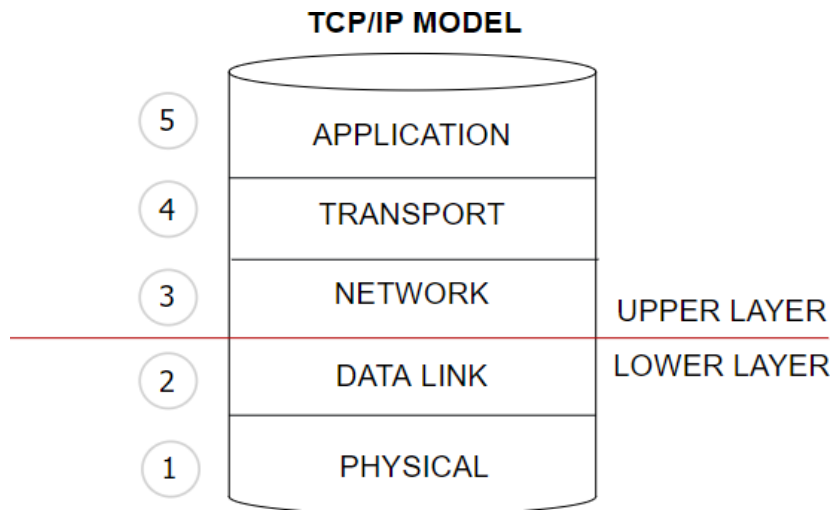 TCP/IP MODEL
5
APPLICATION
4
TRANSPORT
3
NETWORK
UPPER LAYER
LOWER LAYER
2
DATA LINK
1
PHYSICAL